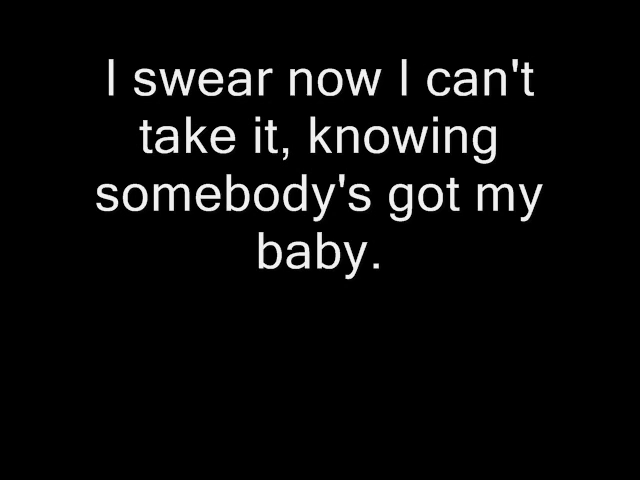 I swear now I can't
take it, knowing
somebody's got my
baby.